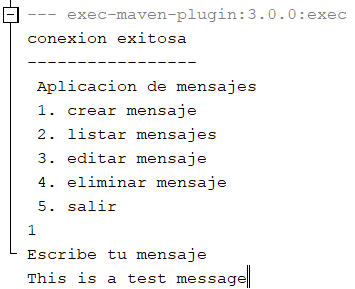 --- exec-maven-plugin:3.0.0:exec
conexion exitosa
-----------------
Aplicacion de mensajes
1. crear mensaje
2. listar mensajes
3. editar mensaje
4. eliminar mensaje
5. salir
1
Escribe tu mensaje
This is a test message